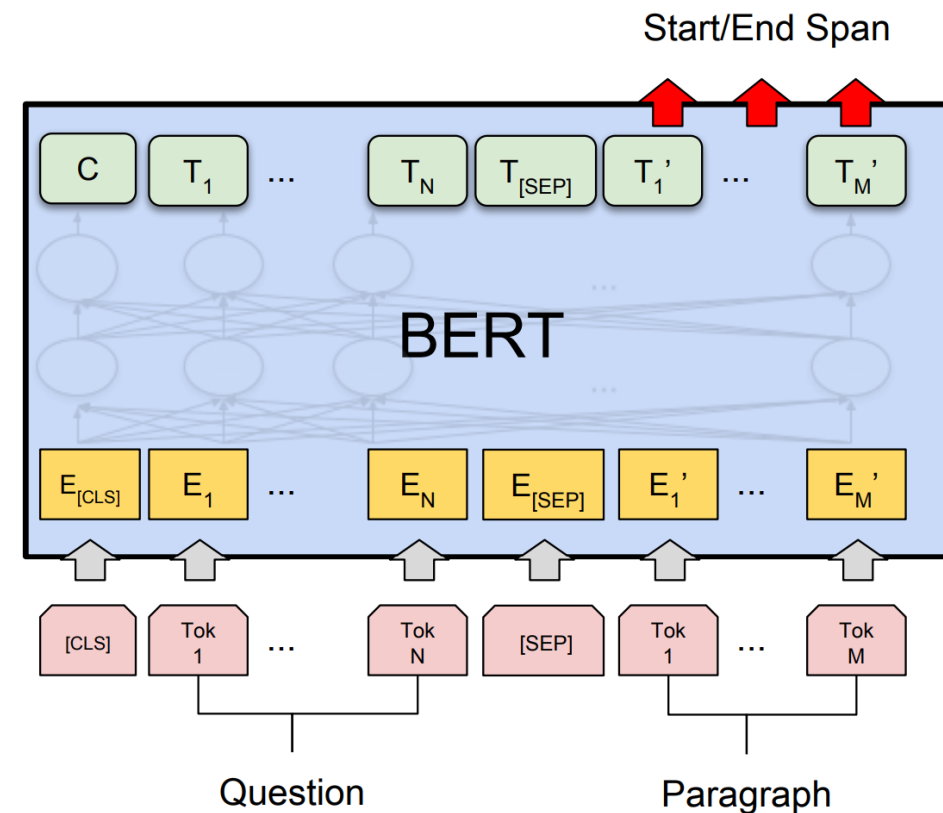 Start/End Span
C T1 ... TN T[SEP] T1’ ... TM’
...
BERT
...
E[CLS] E1 ... EN E[SEP] E1’ ... EM’
[CLS] Tok 1 ... Tok N [SEP] Tok 1 ... Tok M
Question Paragraph